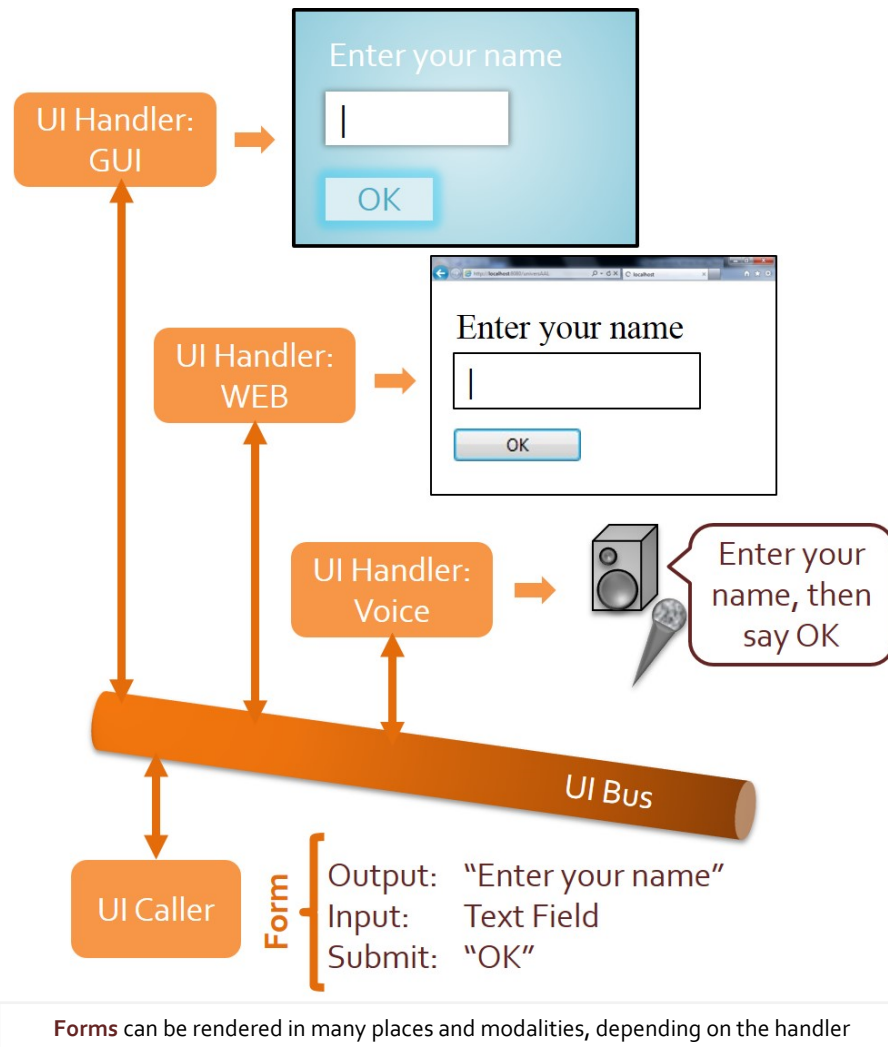 Enter your name
UI Handler:
GUI
OK
localhost
Enter your name
UI Handler:
WEB
OK
UI Handler:
Voice
Enter your
name, then
say OK
UI Bus
UI Caller
Form
Output: “Enter your name”
Input: Text Field
Submit: “OK”
Forms can be rendered in many places and modalities, depending on the handler